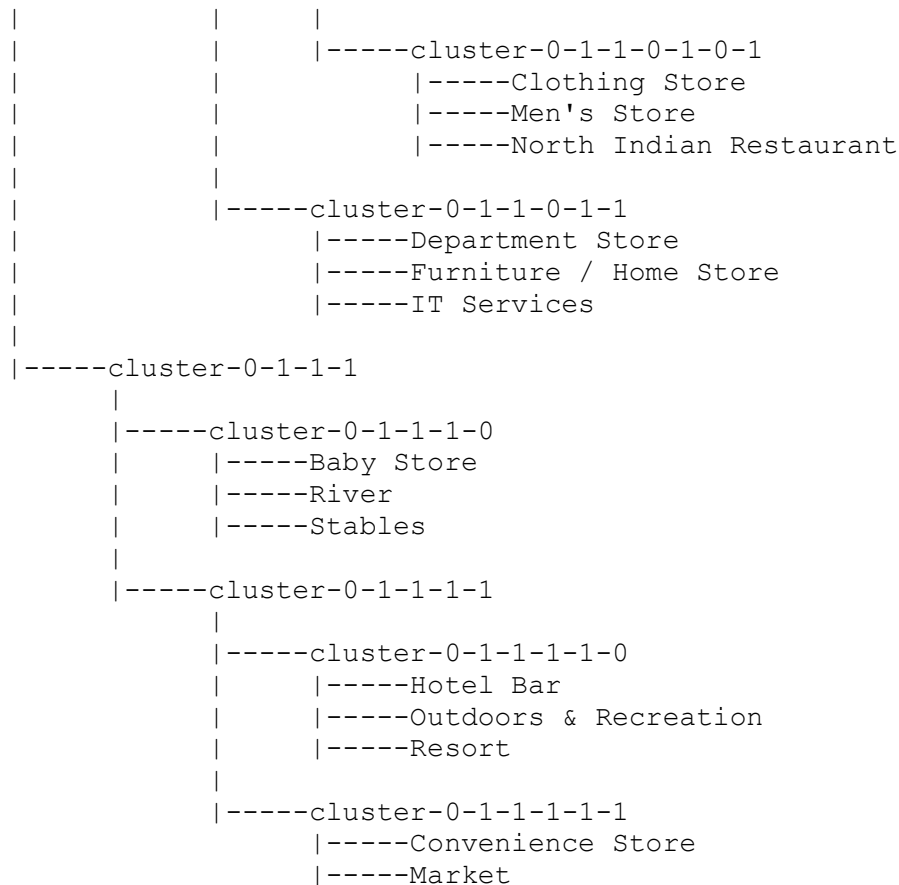 |          |     |
|          |     |-----cluster-0-1-1-0-1-0-1
|          |          |-----Clothing Store
|          |          |-----Men's Store
|          |          |-----North Indian Restaurant
|          |
|          |-----cluster-0-1-1-0-1-1
|               |-----Department Store
|               |-----Furniture / Home Store
|               |-----IT Services
|
|-----cluster-0-1-1-1
     |
     |-----cluster-0-1-1-1-0
     |     |-----Baby Store
     |     |-----River
     |     |-----Stables
     |
     |-----cluster-0-1-1-1-1
          |
          |-----cluster-0-1-1-1-1-0
          |     |-----Hotel Bar
          |     |-----Outdoors & Recreation
          |     |-----Resort
          |
          |-----cluster-0-1-1-1-1-1
               |-----Convenience Store
               |-----Market